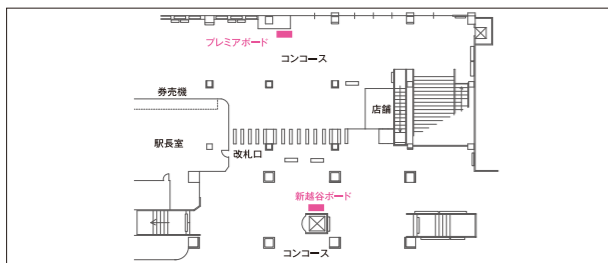 プレミアボード
コンコース
券売機
店舗
駅長室
改札口
新越谷ボード
コンコース